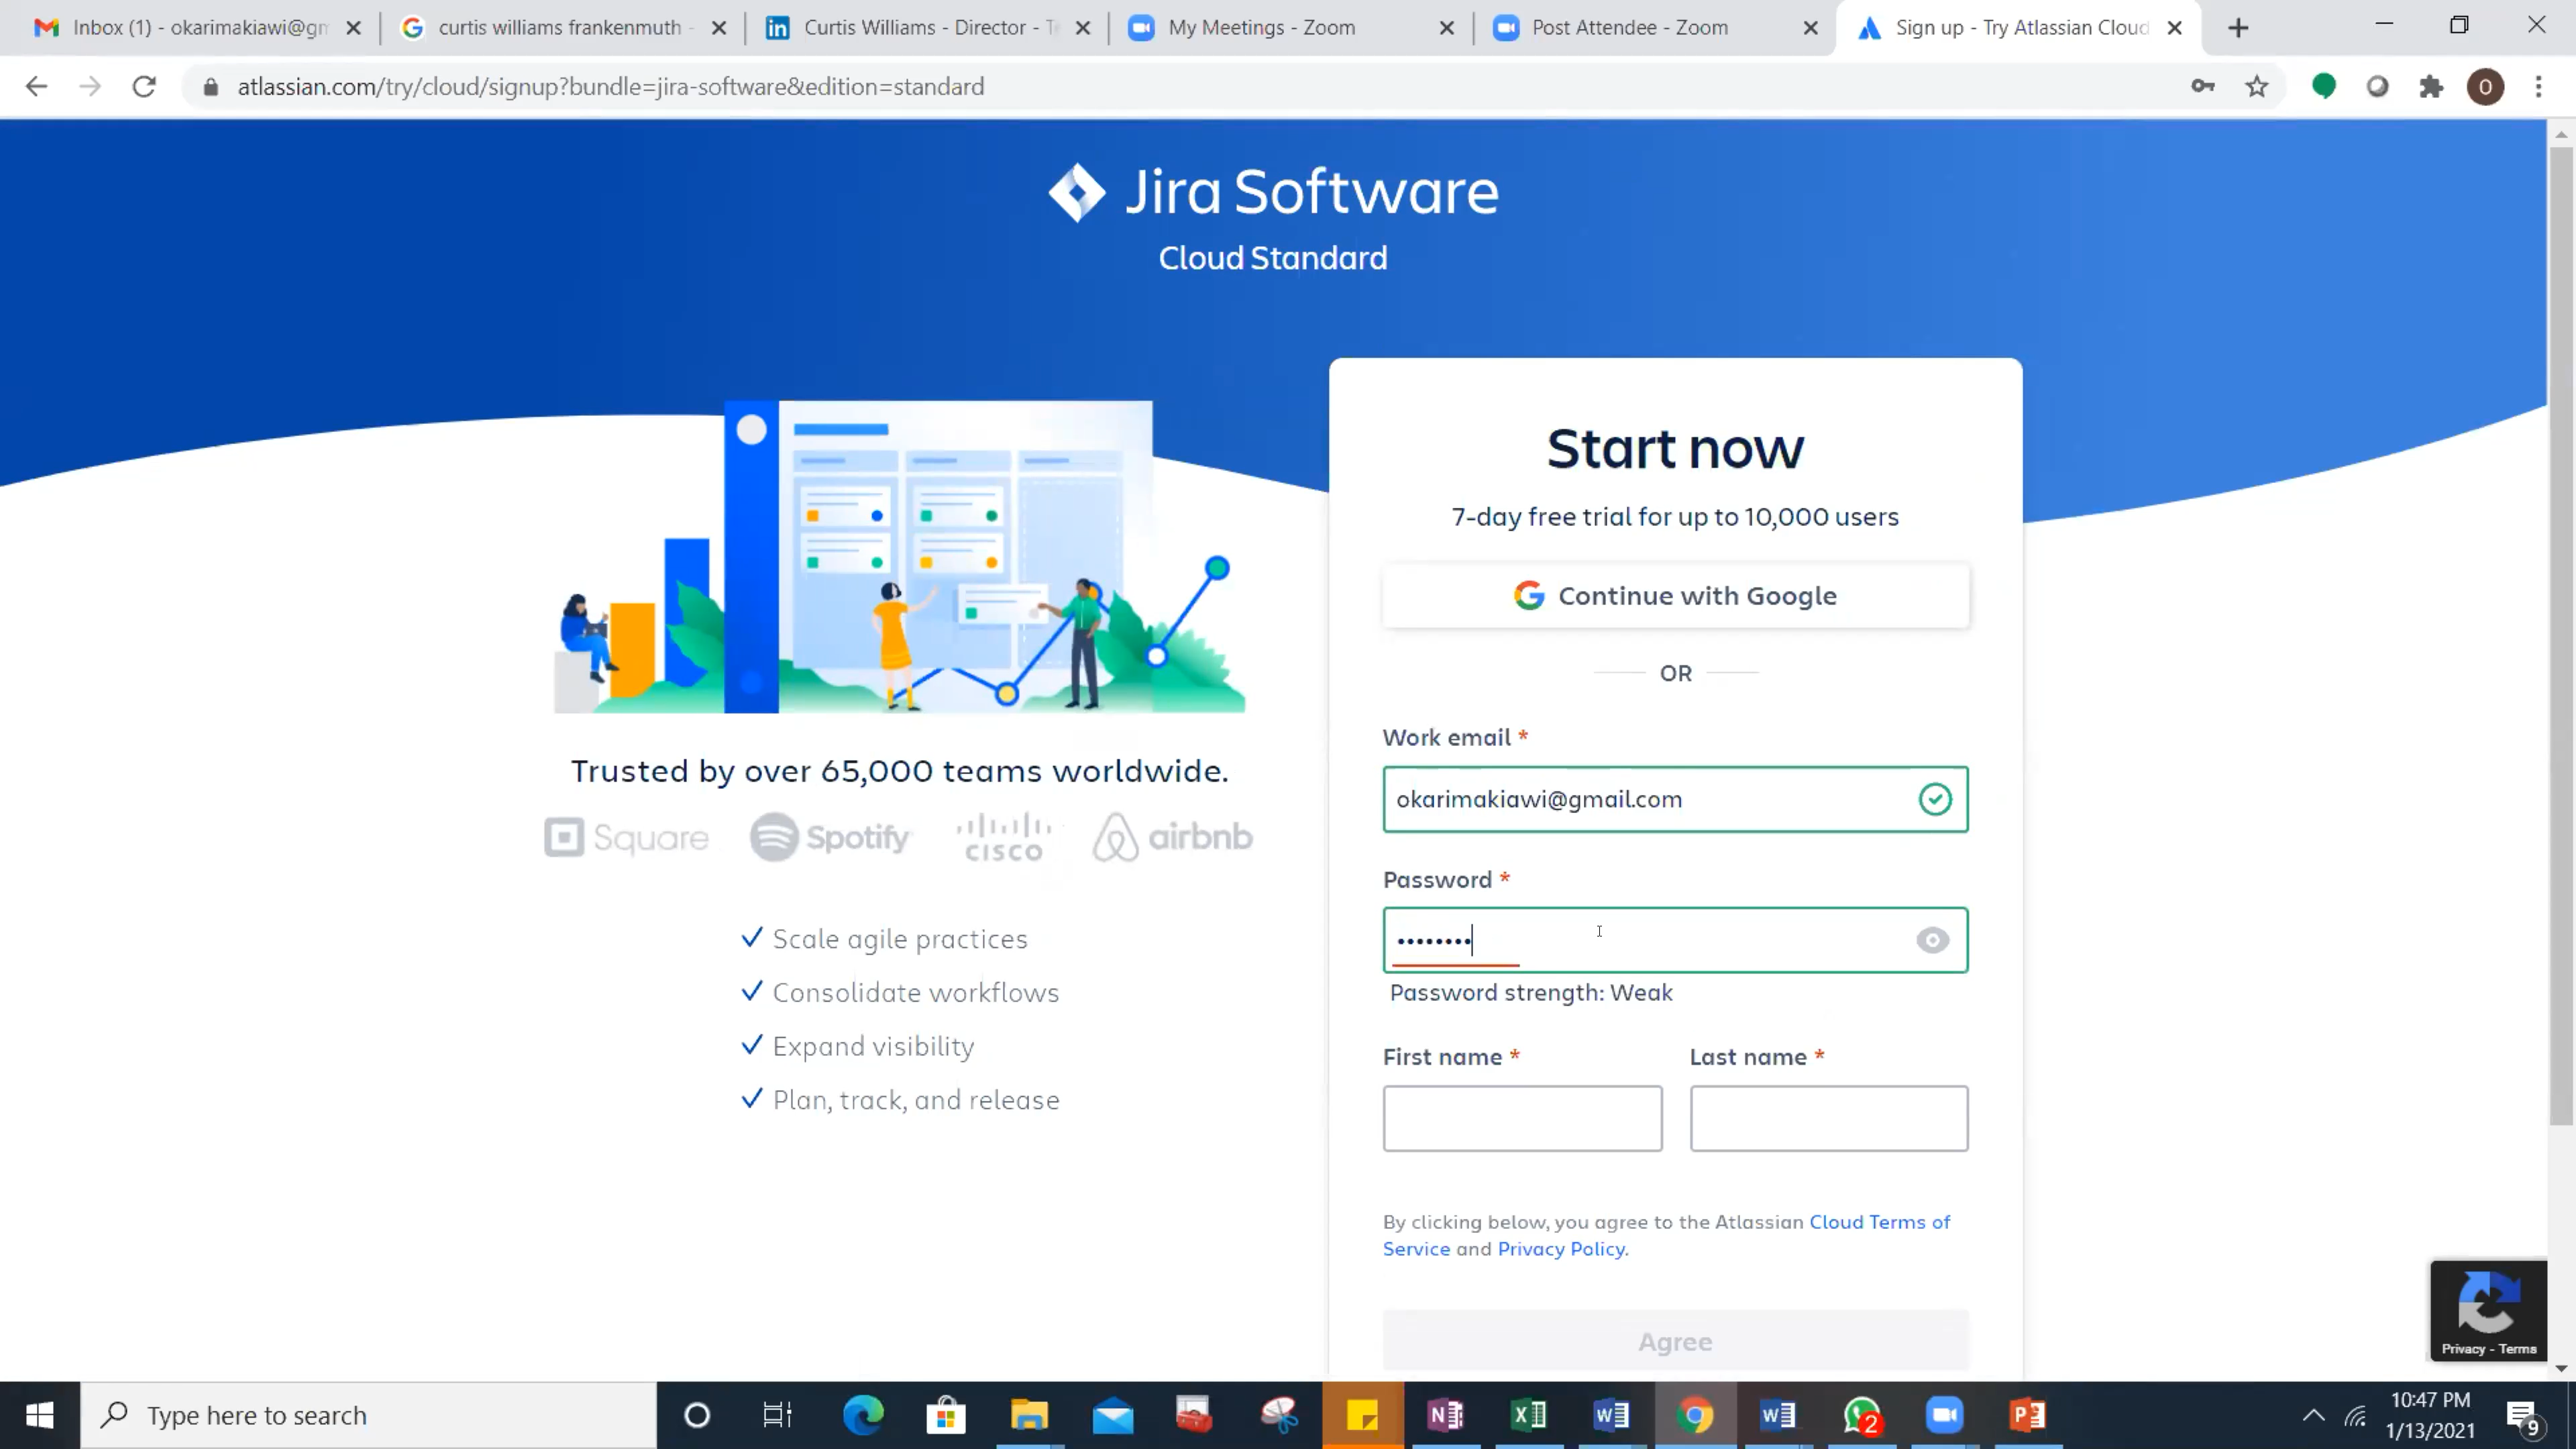 Inbox (1) - okarimakiawi@gm
curtis williams frankenmuth -
Curtis Williams - Director - Te
My Meetings - Zoom
Post Attendee - Zoom
Sign up - Try Atlassian Cloud
atlassian.com/try/cloud/signup?bundle=jira-software&edition=standard
O
Jira Software
Cloud Standard
Start now
7-day free trial for up to 10,000 users
Continue with Google
OR
Work email *
okarimakiawi@gmail.com
Password *
••••••••
Password strength: Weak
First name * Last name *
By clicking below, you agree to the Atlassian Cloud Terms of
Service and Privacy Policy.
Agree
Trusted by over 65,000 teams worldwide.
Square Spotify cisco airbnb
Scale agile practices
Consolidate workflows
Expand visibility
Plan, track, and release
Privacy - Terms
Type here to search
N X W W 2 P
10:47 PM
1/13/2021
9